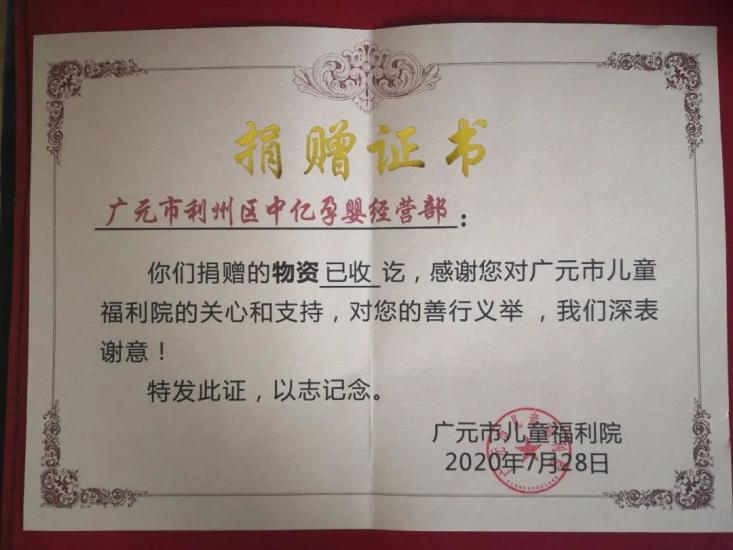 捐赠证书
广元市利州区中亿孕婴经营部：
你们捐赠的物资已收讫，感谢您对广元市儿童
福利院的关心和支持，对您的善行义举，我们深表
谢意！
特发此证，以志记念。
广元市儿童福利院
2020年7月28日